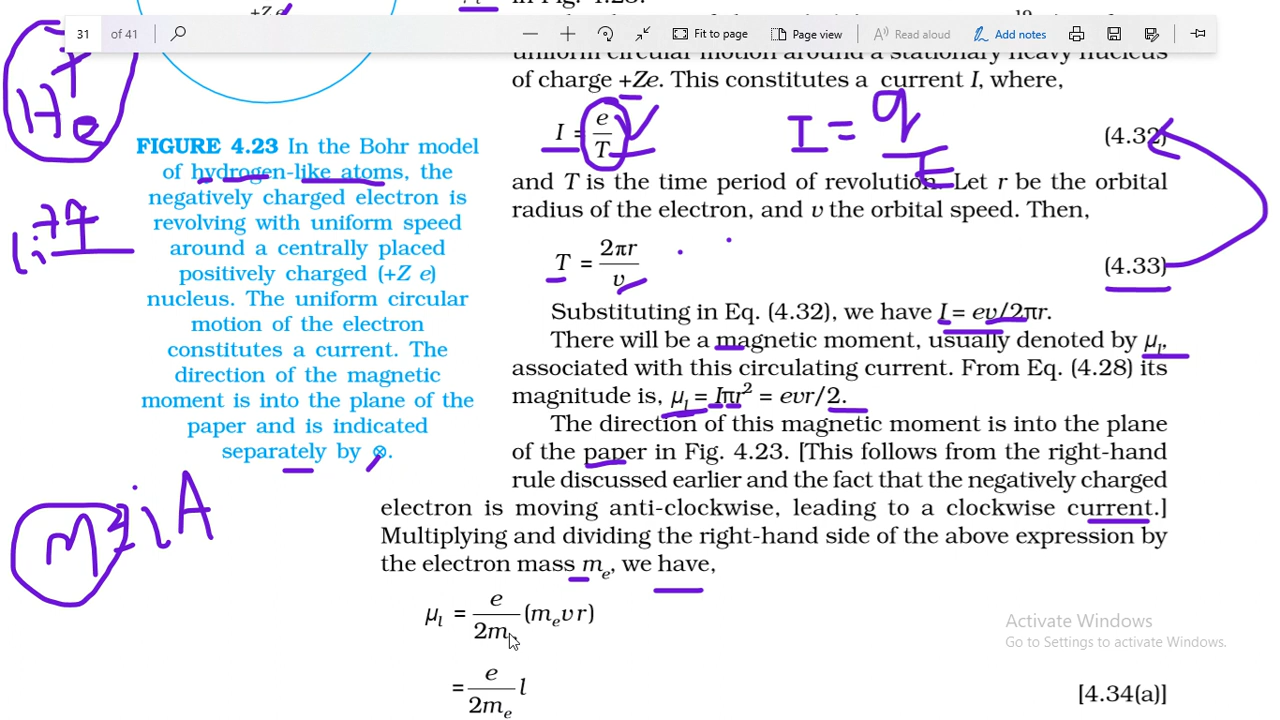 +Z e
in Fig. 4.23.
31 of 41
Fit to page
Page view
Read aloud
Add notes
uniform circular motion around a stationary heavy nucleus
of charge +Ze. This constitutes a current I, where,
I = e/T
(4.32)
I = q/t
and T is the time period of revolution. Let r be the orbital
radius of the electron, and v the orbital speed. Then,
T = 2πr/v
(4.33)
Substituting in Eq. (4.32), we have I = ev/2πr.
There will be a magnetic moment, usually denoted by μl,
associated with this circulating current. From Eq. (4.28) its
magnitude is, μl = Iπr² = evr/2.
The direction of this magnetic moment is into the plane
of the paper in Fig. 4.23. [This follows from the right-hand
rule discussed earlier and the fact that the negatively charged
electron is moving anti-clockwise, leading to a clockwise current.]
Multiplying and dividing the right-hand side of the above expression by
the electron mass me, we have,
μl = e/2m (me v r)
= e/2me l
[4.34(a)]
He+
FIGURE 4.23 In the Bohr model
of hydrogen-like atoms, the
negatively charged electron is
revolving with uniform speed
around a centrally placed
positively charged (+Z e)
nucleus. The uniform circular
motion of the electron
constitutes a current. The
direction of the magnetic
moment is into the plane of the
paper and is indicated
separately by ⊗.
Li++
M = iA
Activate Windows
Go to Settings to activate Windows.